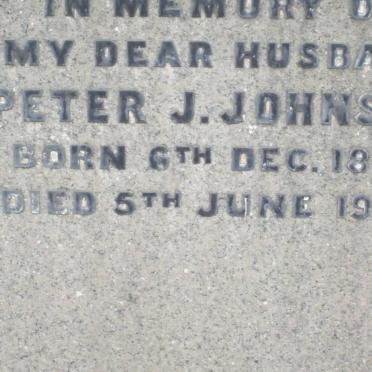 IN MEMORY O
MY DEAR HUSBA
PETER J. JOHNS
BORN 6TH DEC. 18
DIED 5TH JUNE 19